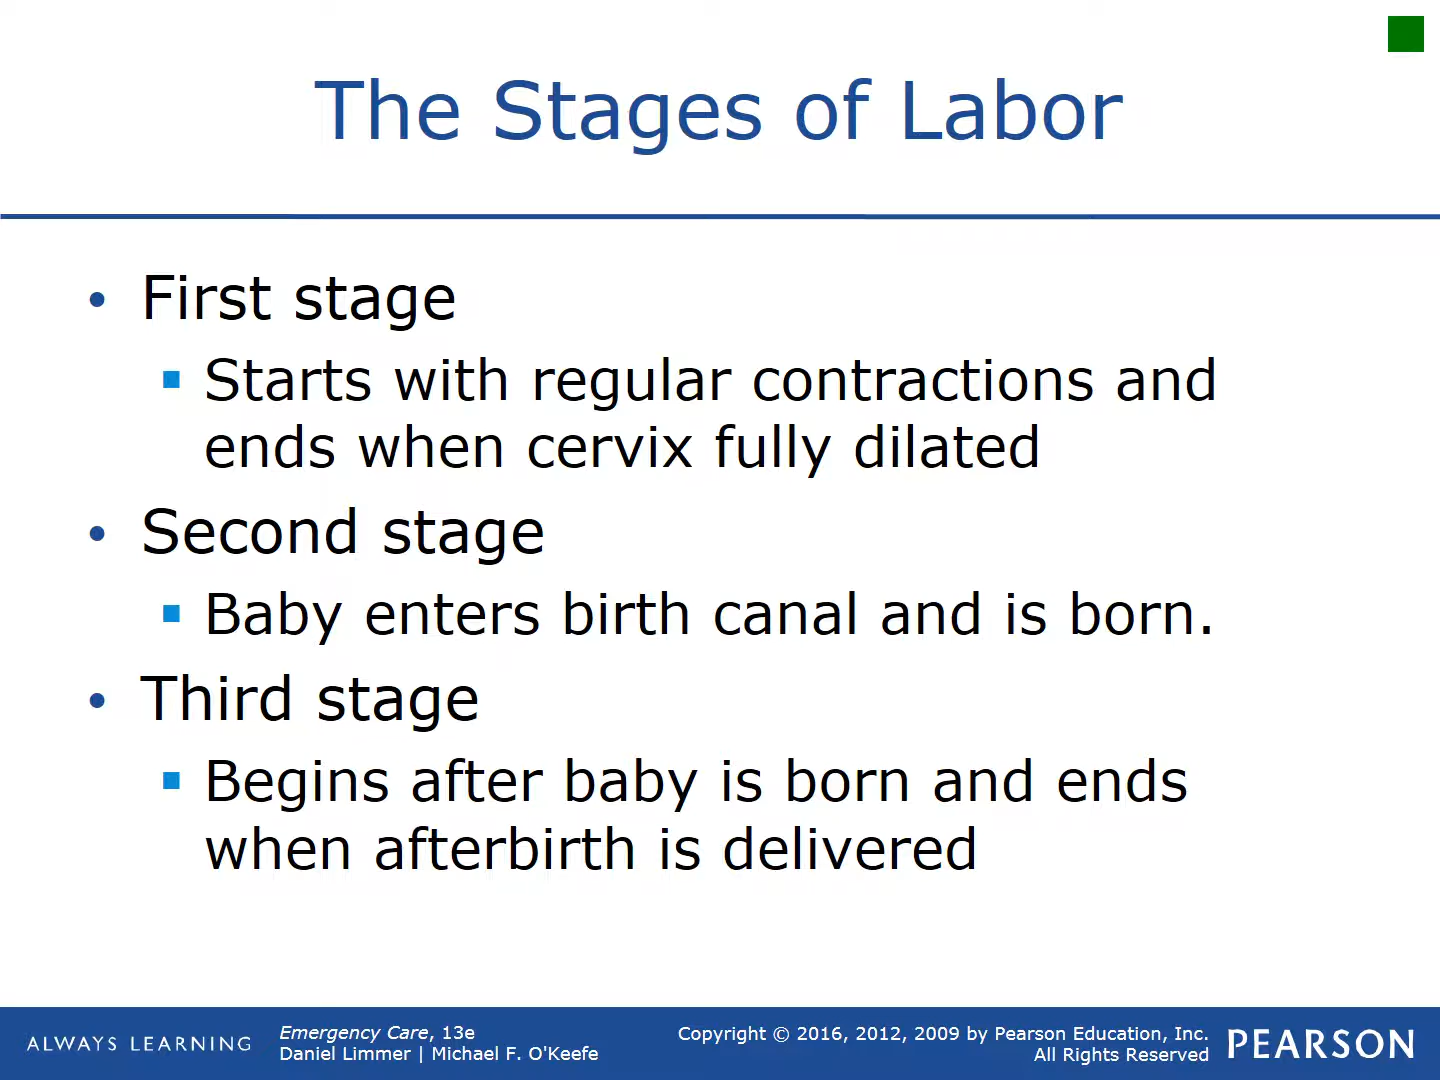 The Stages of Labor
• First stage
▪ Starts with regular contractions and
ends when cervix fully dilated
• Second stage
▪ Baby enters birth canal and is born.
• Third stage
▪ Begins after baby is born and ends
when afterbirth is delivered
ALWAYS LEARNING
Emergency Care, 13e
Daniel Limmer | Michael F. O'Keefe
Copyright © 2016, 2012, 2009 by Pearson Education, Inc.
All Rights Reserved
PEARSON